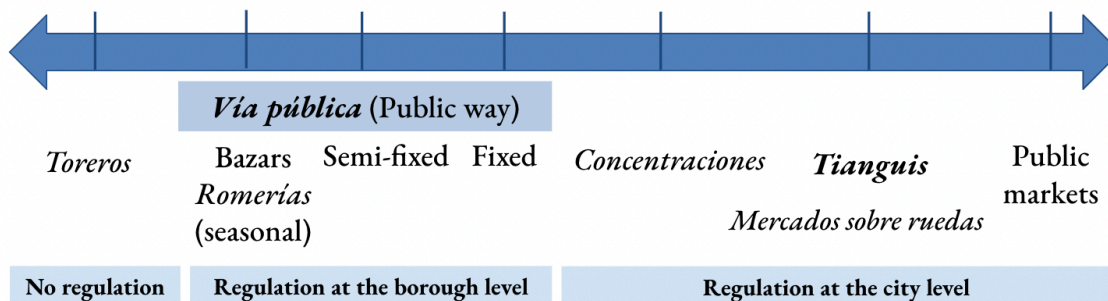 Vía pública (Public way)
Toreros
Bazars
Romerías
(seasonal)
Semi-fixed
Fixed
Concentraciones
Tianguis
Mercados sobre ruedas
Public
markets
No regulation
Regulation at the borough level
Regulation at the city level